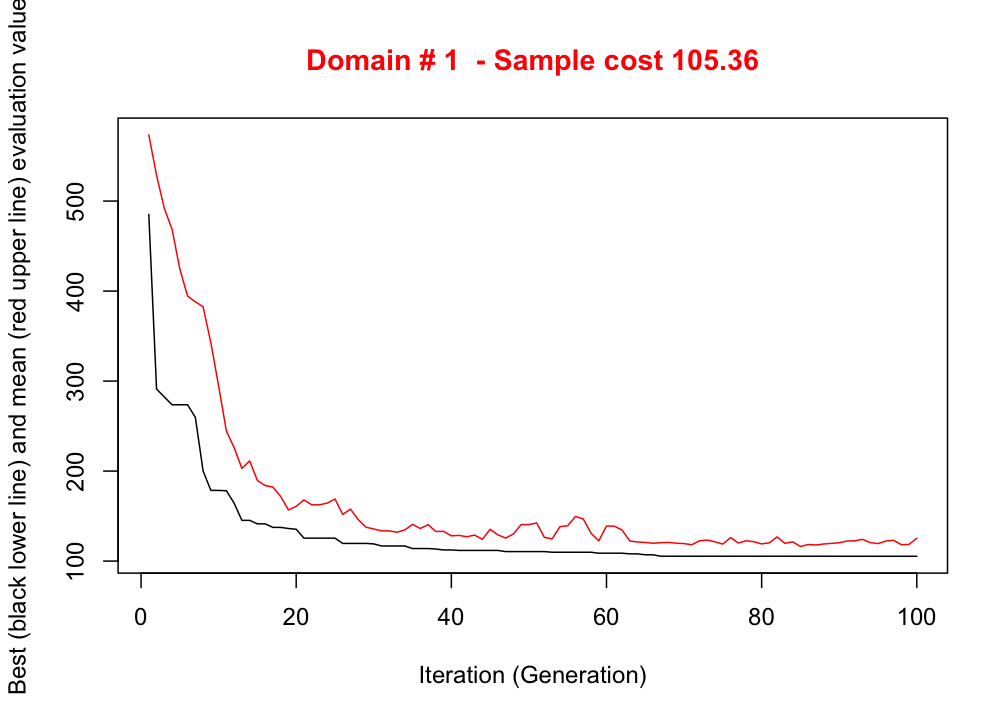 Domain # 1  - Sample cost 105.36
Best (black lower line) and mean (red upper line) evaluation value
500
400
300
200
100
0 20 40 60 80 100
Iteration (Generation)